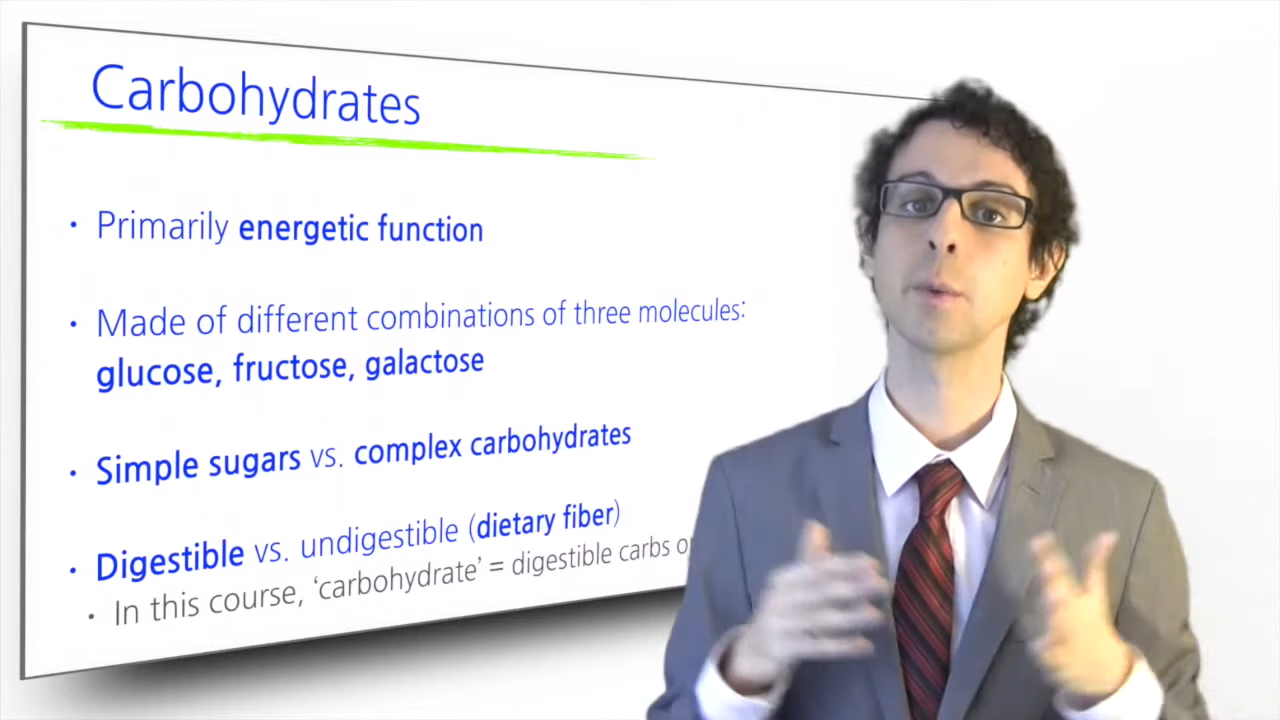 Carbohydrates
• Primarily energetic function
• Made of different combinations of three molecules:
glucose, fructose, galactose
• Simple sugars vs. complex carbohydrates
• Digestible vs. undigestible (dietary fiber)
• In this course, ‘carbohydrate’ = digestible carbs